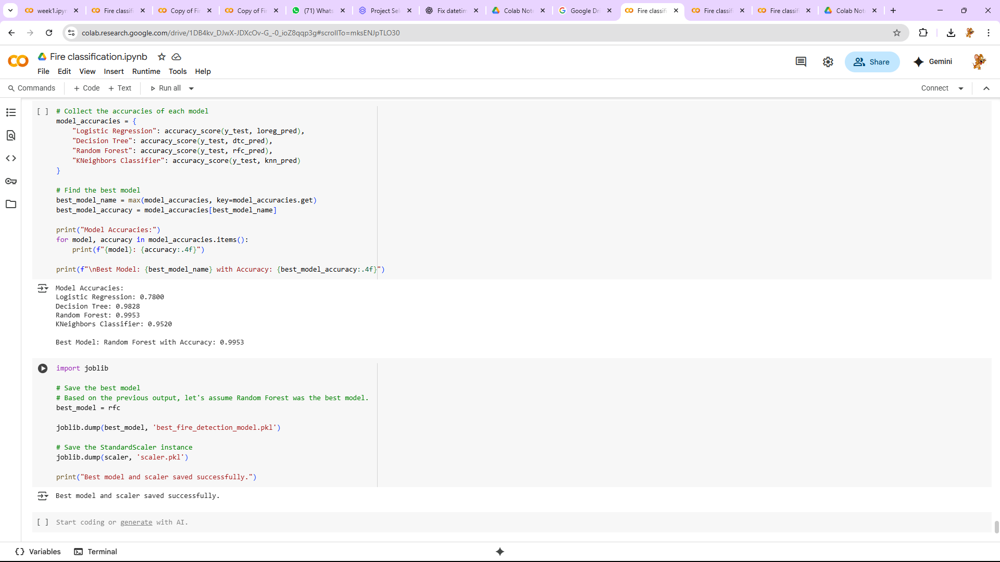 week1.ipyn
Fire classifi
Copy of Fi
Copy of Fi
(71) Whats
Project Sel
Fix datetim
Colab Note
Google Dri
Fire classifi
Fire classifi
Fire classifi
Colab Note
colab.research.google.com/drive/1DB4kv_DJwX-JDXcOv-G_-0_ioZ8qqp3g#scrollTo=mksENJpTLO30
Fire classification.ipynb
File Edit View Insert Runtime Tools Help
Share
Gemini
Commands + Code + Text Run all
Connect
[ ] # Collect the accuracies of each model
model_accuracies = {
    "Logistic Regression": accuracy_score(y_test, loreg_pred),
    "Decision Tree": accuracy_score(y_test, dtc_pred),
    "Random Forest": accuracy_score(y_test, rfc_pred),
    "KNeighbors Classifier": accuracy_score(y_test, knn_pred)
}
# Find the best model
best_model_name = max(model_accuracies, key=model_accuracies.get)
best_model_accuracy = model_accuracies[best_model_name]
print("Model Accuracies:")
for model, accuracy in model_accuracies.items():
    print(f"{model}: {accuracy:.4f}")
print(f"\nBest Model: {best_model_name} with Accuracy: {best_model_accuracy:.4f}")
Model Accuracies:
Logistic Regression: 0.7800
Decision Tree: 0.9828
Random Forest: 0.9953
KNeighbors Classifier: 0.9520
Best Model: Random Forest with Accuracy: 0.9953
import joblib
# Save the best model
# Based on the previous output, let's assume Random Forest was the best model.
best_model = rfc
joblib.dump(best_model, 'best_fire_detection_model.pkl')
# Save the StandardScaler instance
joblib.dump(scaler, 'scaler.pkl')
print("Best model and scaler saved successfully.")
Best model and scaler saved successfully.
[ ] Start coding or generate with AI.
Variables
Terminal